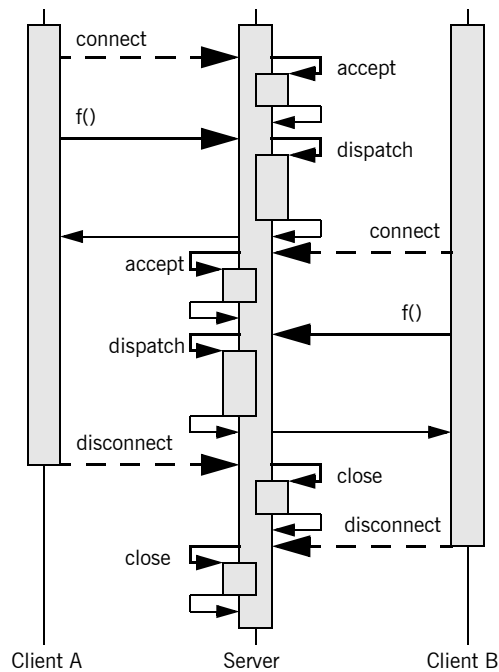 connect
accept
f()
dispatch
connect
accept
f()
dispatch
disconnect
close
disconnect
close
Client A
Server
Client B